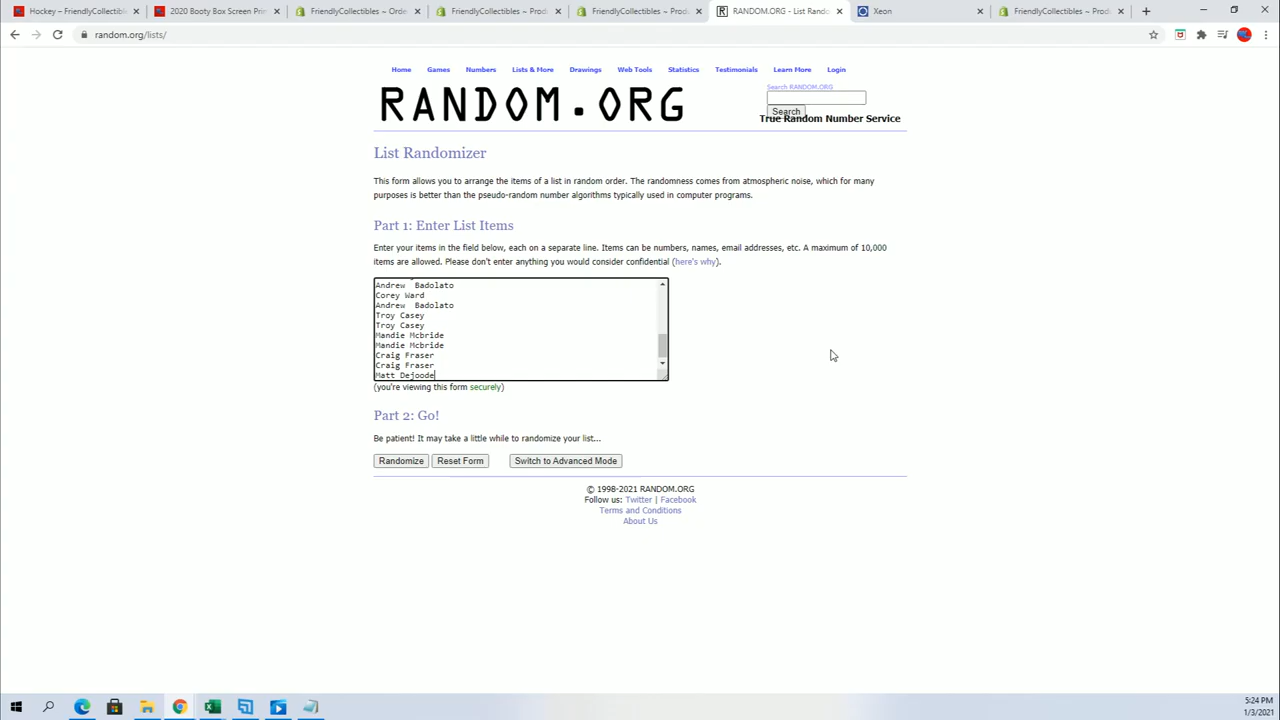 Hockey – FriendlyCollectibl
2020 Booty Box Screen Prin
FriendlyCollectibles ~ Orde
FriendlyCollectibles ~ Prod
FriendlyCollectibles ~ Prod
RANDOM.ORG - List Rando
Xeon
FriendlyCollectibles ~ Prod
random.org/lists/
Home Games Numbers Lists & More Drawings Web Tools Statistics Testimonials Learn More Login
Search RANDOM.ORG
RANDOM.ORG
Search
True Random Number Service
List Randomizer
This form allows you to arrange the items of a list in random order. The randomness comes from atmospheric noise, which for many
purposes is better than the pseudo-random number algorithms typically used in computer programs.
Part 1: Enter List Items
Enter your items in the field below, each on a separate line. Items can be numbers, names, email addresses, etc. A maximum of 10,000
items are allowed. Please don't enter anything you would consider confidential (here's why).
Andrew  Badolato
Corey Ward
Andrew  Badolato
Troy Casey
Troy Casey
Mandie Mcbride
Mandie Mcbride
Craig Fraser
Craig Fraser
Matt Dejoode
(you're viewing this form securely)
Part 2: Go!
Be patient! It may take a little while to randomize your list...
Randomize Reset Form Switch to Advanced Mode
© 1998-2021 RANDOM.ORG
Follow us: Twitter | Facebook
Terms and Conditions
About Us
5:24 PM
1/3/2021